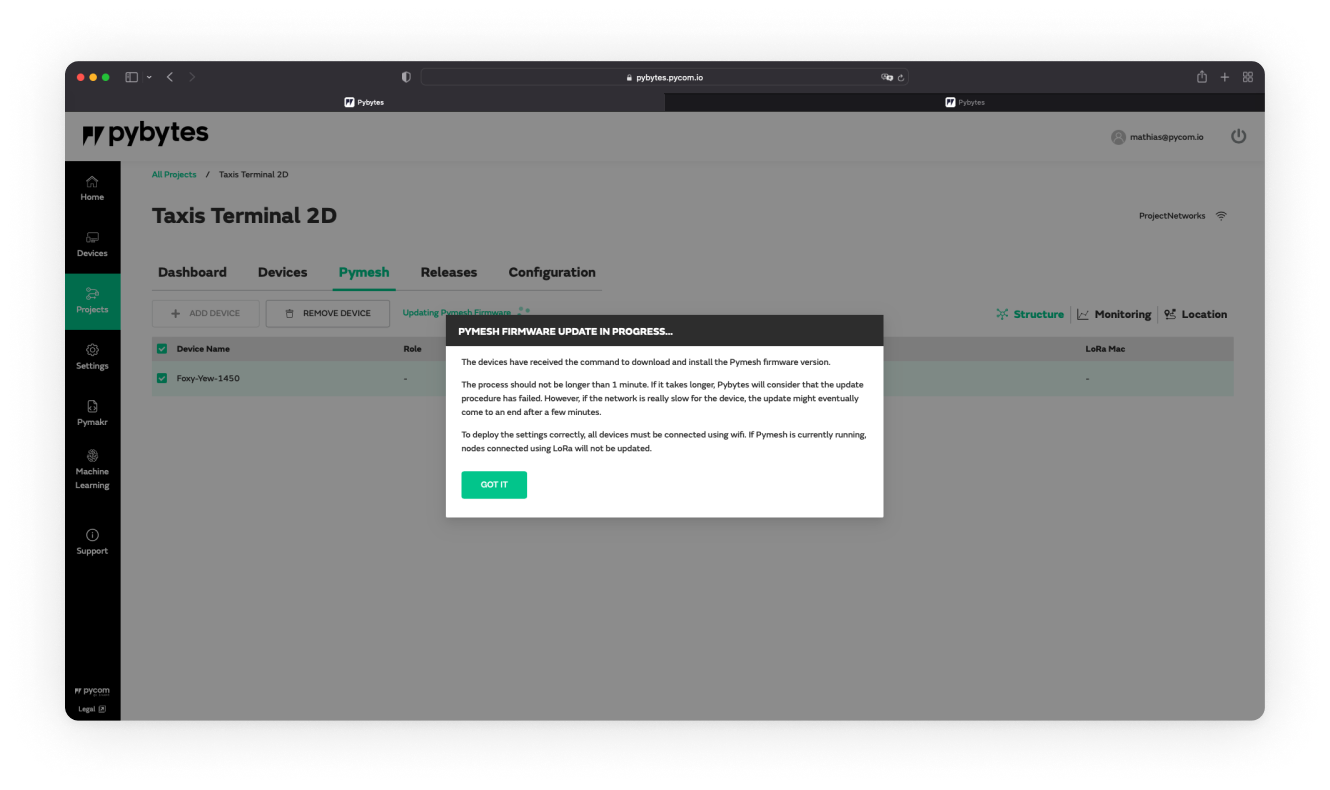 pybytes.pycom.io
Pybytes
Pybytes
pybytes
mathias@pycom.io
Home
Devices
Projects
Settings
Pymakr
Machine
Learning
Support
pycom
Legal
All Projects / Taxis Terminal 2D
Taxis Terminal 2D
ProjectNetworks
Dashboard Devices Pymesh Releases Configuration
+ ADD DEVICE REMOVE DEVICE Updating Pymesh Firmware Structure Monitoring Location
Device Name Role LoRa Mac
Foxy-Yew-1450 - -
PYMESH FIRMWARE UPDATE IN PROGRESS...
The devices have received the command to download and install the Pymesh firmware version.
The process should not be longer than 1 minute. If it takes longer, Pybytes will consider that the update
procedure has failed. However, if the network is really slow for the device, the update might eventually
come to an end after a few minutes.
To deploy the settings correctly, all devices must be connected using wifi. If Pymesh is currently running,
nodes connected using LoRa will not be updated.
GOT IT